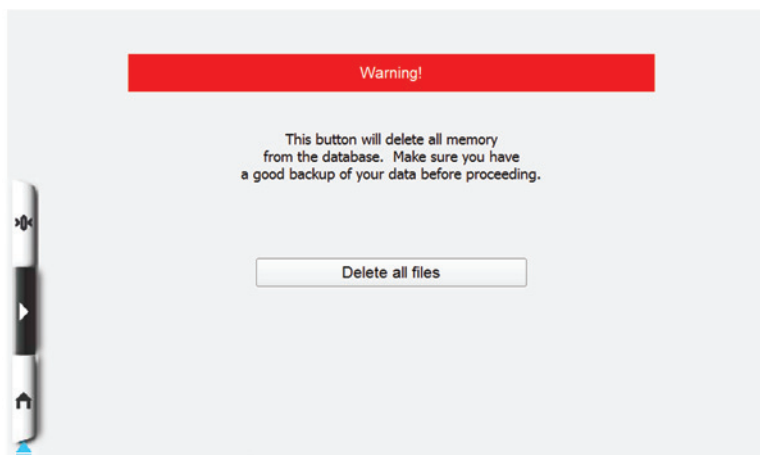 Warning!
This button will delete all memory
from the database.  Make sure you have
a good backup of your data before proceeding.
>0<
Delete all files